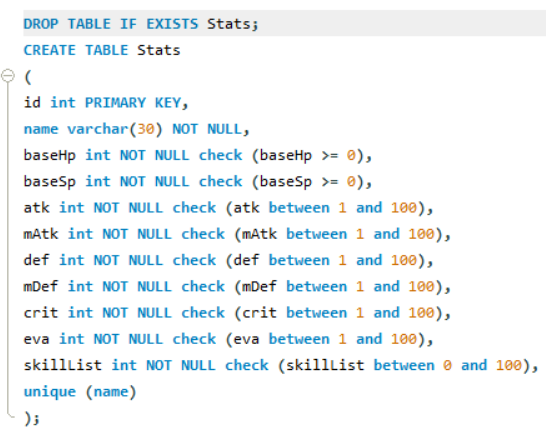 DROP TABLE IF EXISTS Stats;
CREATE TABLE Stats
(
id int PRIMARY KEY,
name varchar(30) NOT NULL,
baseHp int NOT NULL check (baseHp >= 0),
baseSp int NOT NULL check (baseSp >= 0),
atk int NOT NULL check (atk between 1 and 100),
mAtk int NOT NULL check (mAtk between 1 and 100),
def int NOT NULL check (def between 1 and 100),
mDef int NOT NULL check (mDef between 1 and 100),
crit int NOT NULL check (crit between 1 and 100),
eva int NOT NULL check (eva between 1 and 100),
skillList int NOT NULL check (skillList between 0 and 100),
unique (name)
);